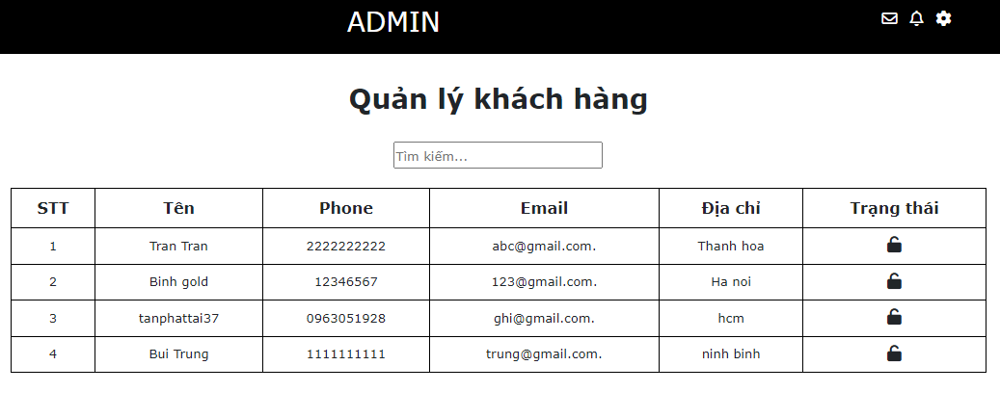 ADMIN
Quản lý khách hàng
Tìm kiếm...
STT Tên Phone Email Địa chỉ Trạng thái
1 Tran Tran 2222222222 abc@gmail.com. Thanh hoa
2 Binh gold 12346567 123@gmail.com. Ha noi
3 tanphattai37 0963051928 ghi@gmail.com. hcm
4 Bui Trung 1111111111 trung@gmail.com. ninh binh